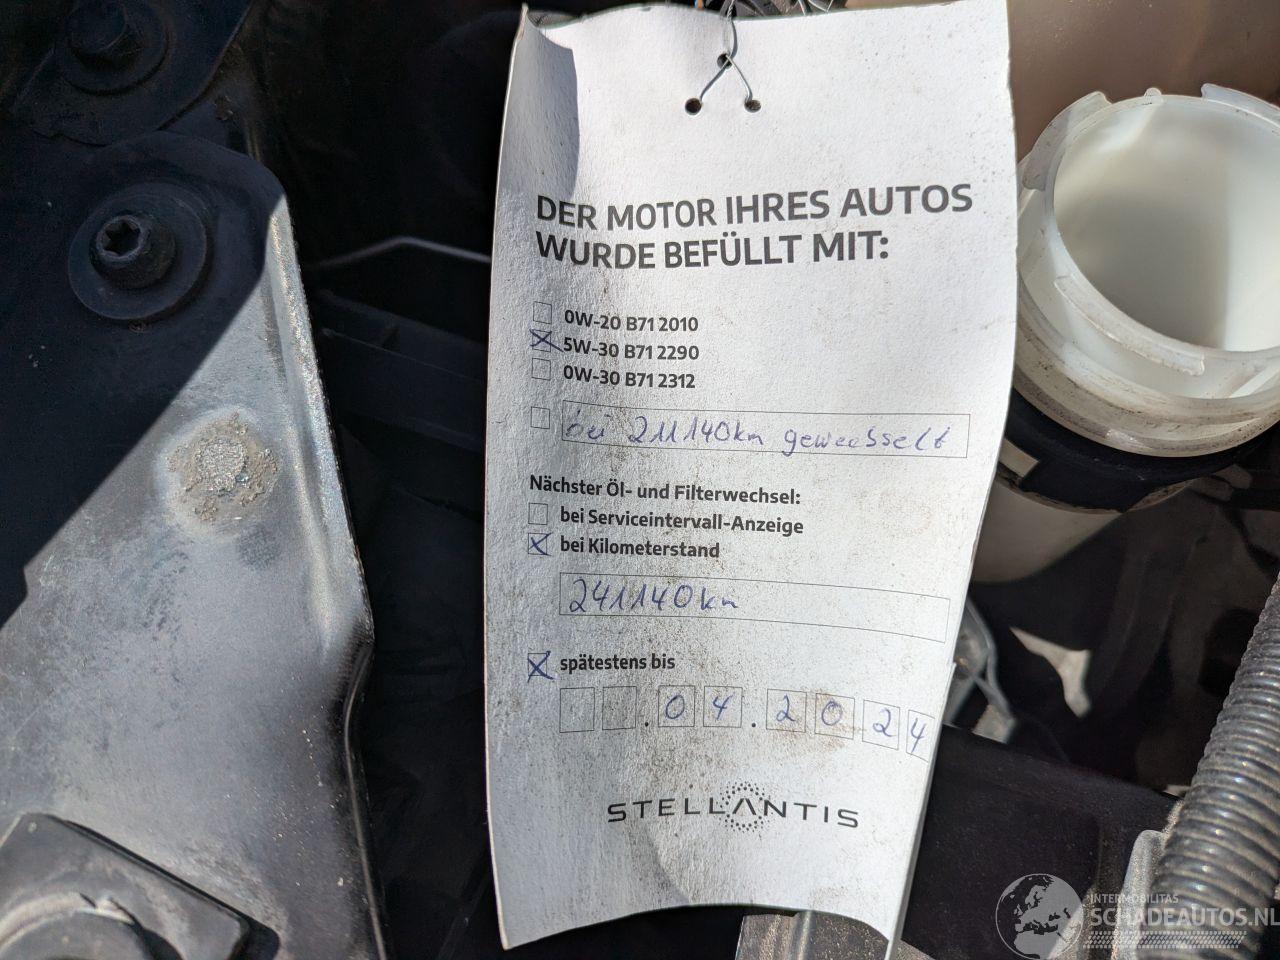 DER MOTOR IHRES AUTOS
WURDE BEFÜLLT MIT:
0W-20 B71 2010
5W-30 B71 2290
0W-30 B71 2312
bei 211140km gewechselt
Nächster Öl- und Filterwechsel:
bei Serviceintervall-Anzeige
bei Kilometerstand
241140km
spätestens bis
. 04 . 2024
STELLANTIS
INTERMOBILITAS
SCHADEAUTOS.NL